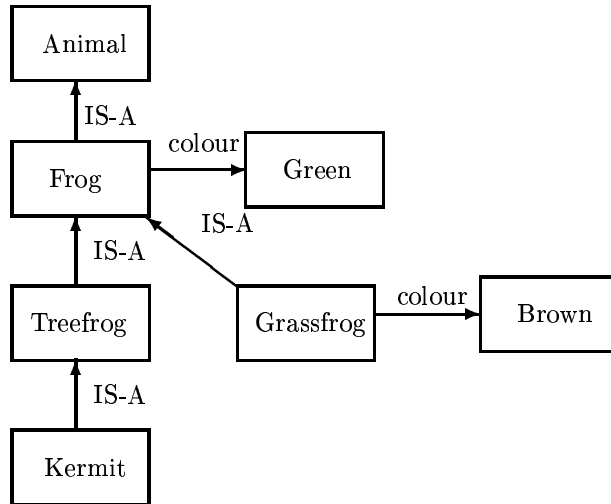 Animal
IS-A
colour
Frog
Green
IS-A
IS-A
Treefrog
Grassfrog
colour
Brown
IS-A
Kermit